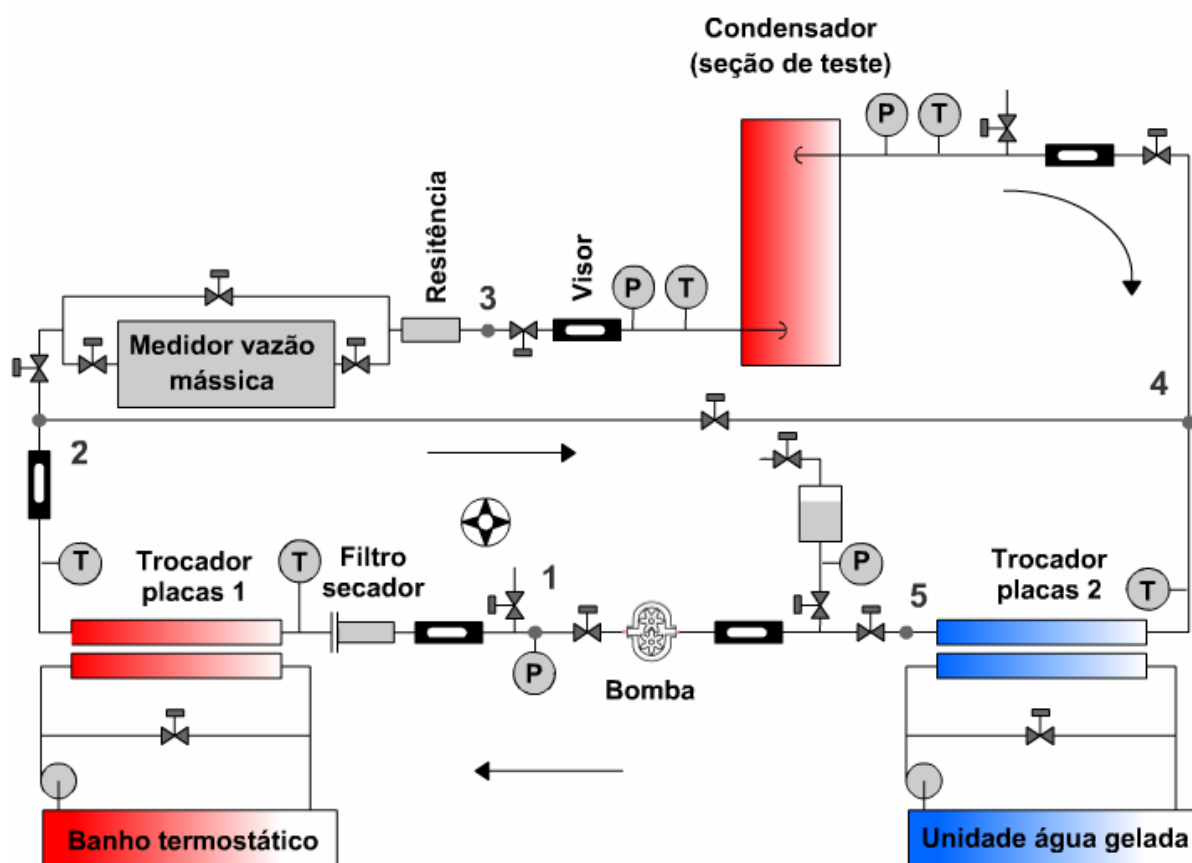 Condensador
(seção de teste)
P
T
Resitência
3
Visor
P
T
Medidor vazão
mássica
4
2
T
Trocador
placas 1
T
Filtro
secador
1
P
Bomba
P
5
Trocador
placas 2
T
P
Banho termostático
Unidade água gelada